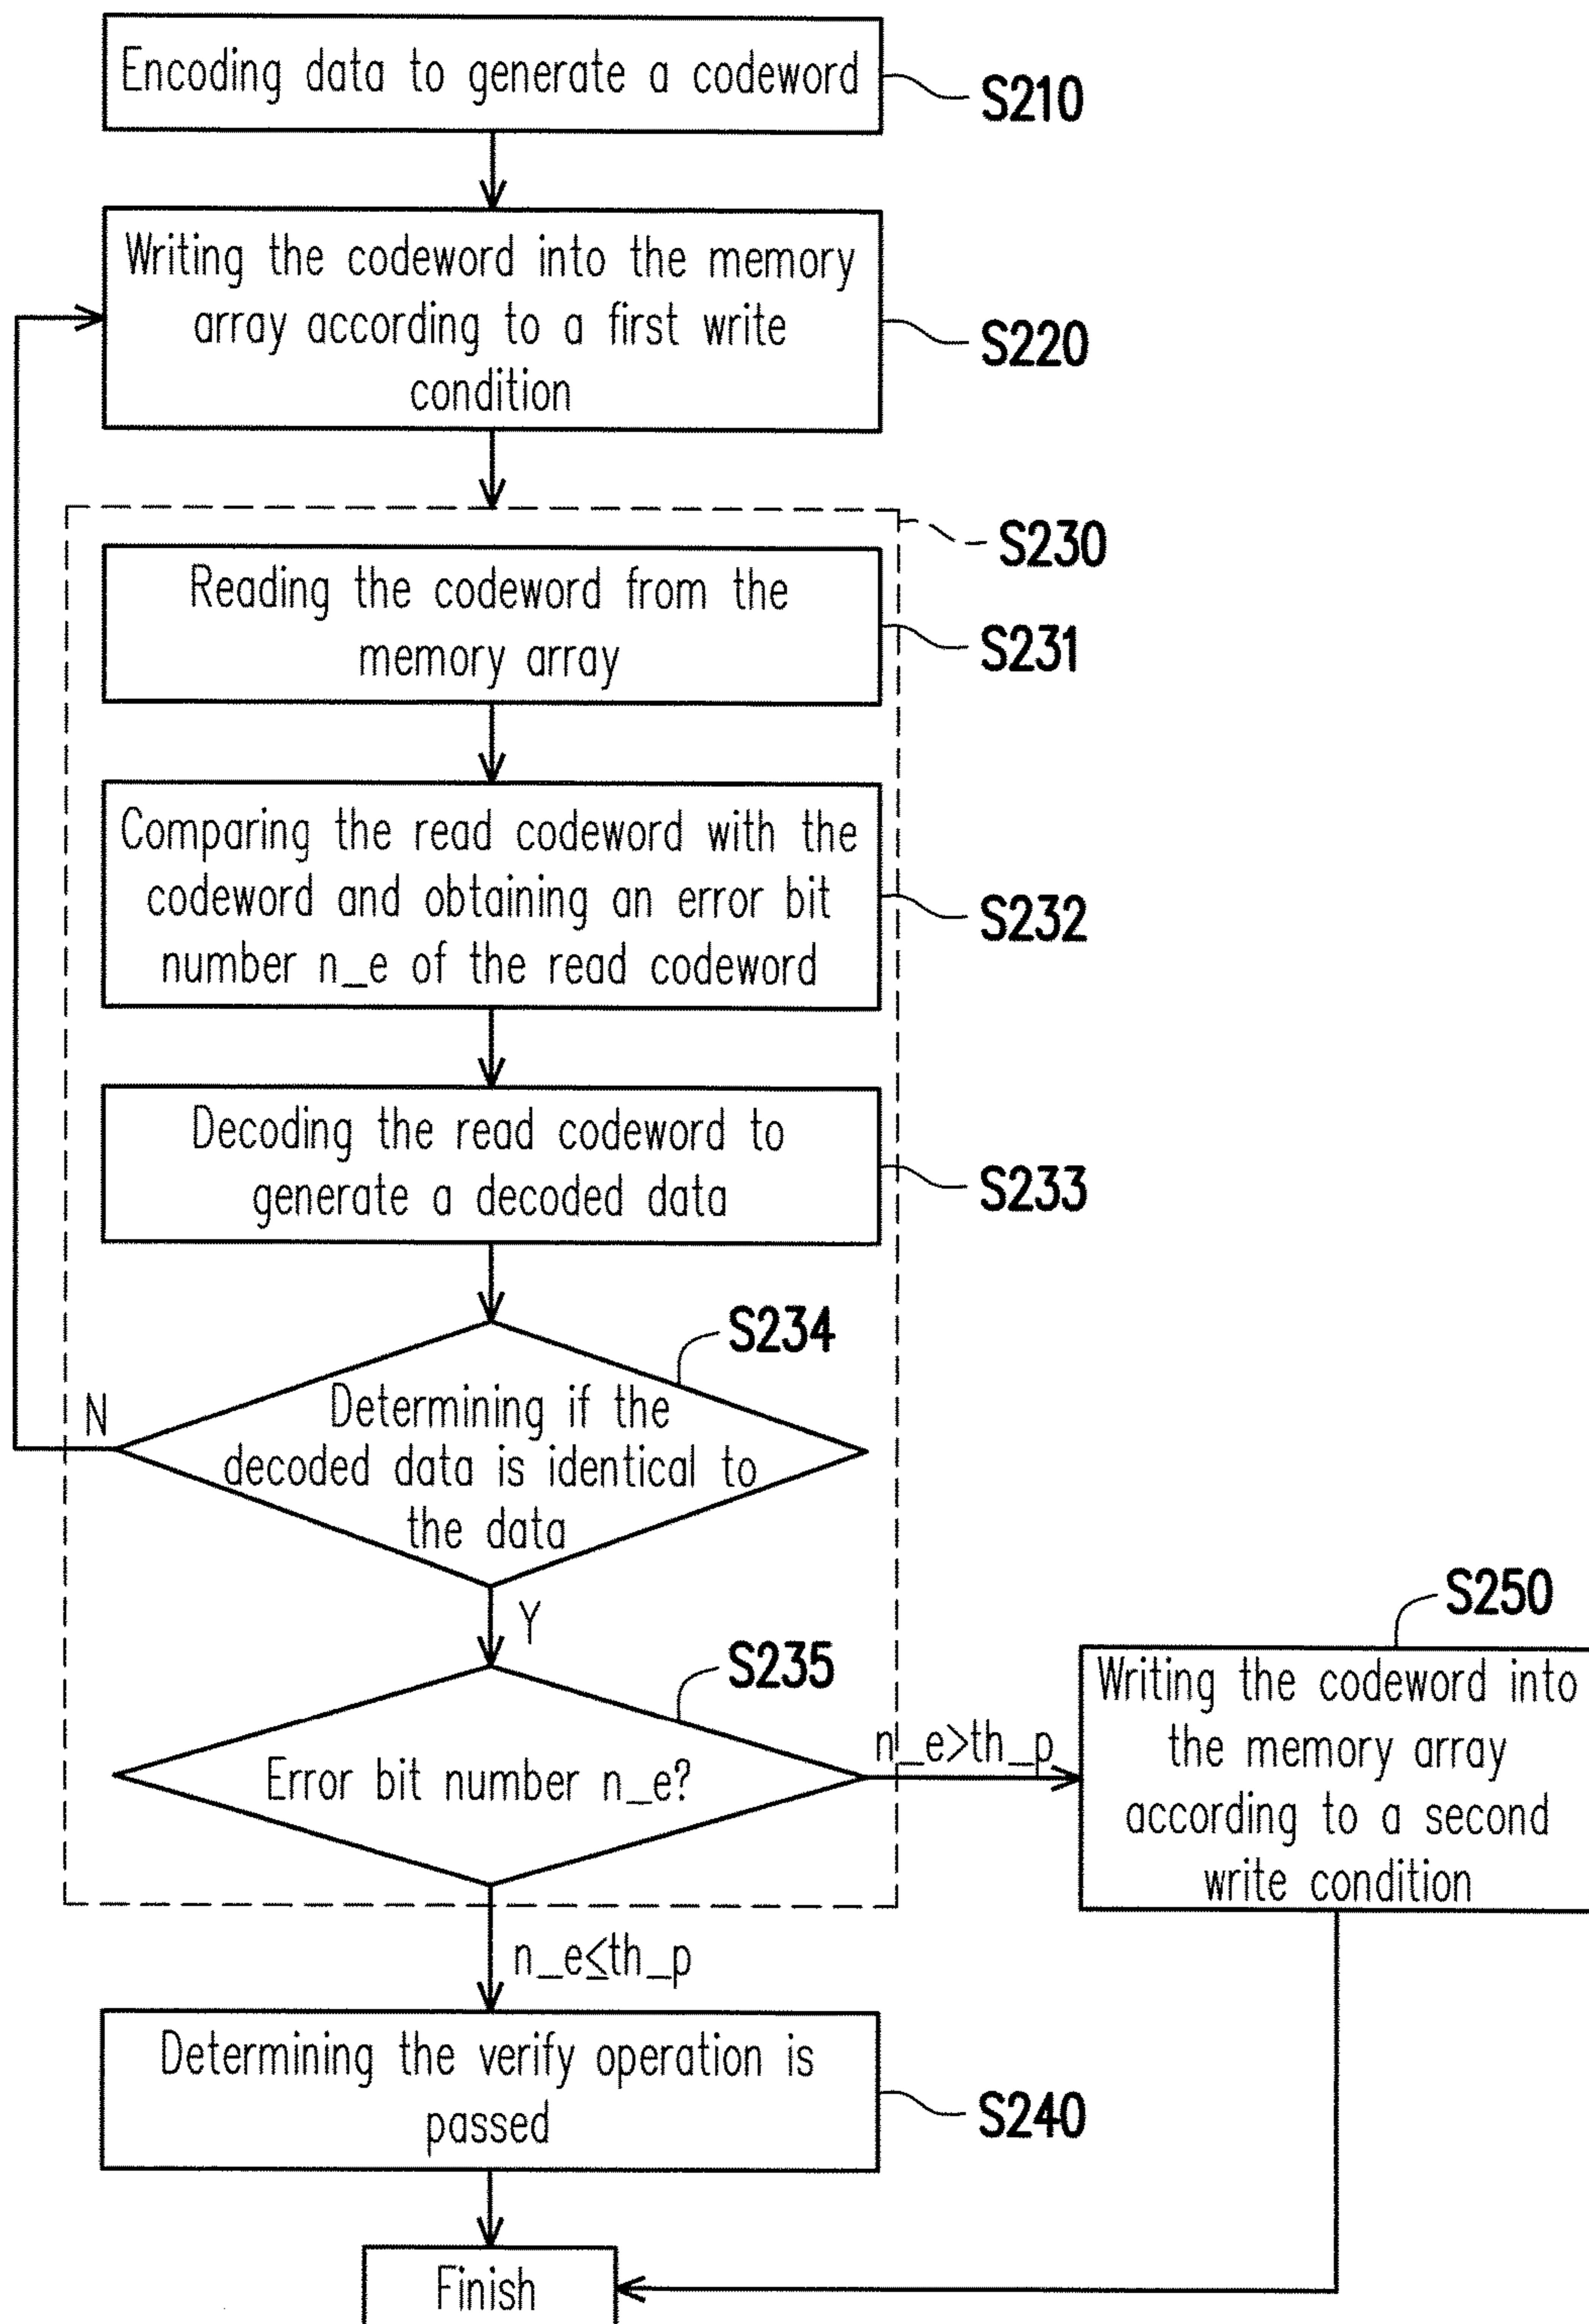 Encoding data to generate a codeword
S210
Writing the codeword into the memory
array according to a first write
condition
S220
S230
Reading the codeword from the
memory array
S231
Comparing the read codeword with the
codeword and obtaining an error bit
number n_e of the read codeword
S232
Decoding the read codeword to
generate a decoded data
S233
S234
Determining if the
decoded data is identical to
the data
N
Y
S235
Error bit number n_e?
n_e>th_p
S250
Writing the codeword into
the memory array
according to a second
write condition
n_e≤th_p
Determining the verify operation is
passed
S240
Finish